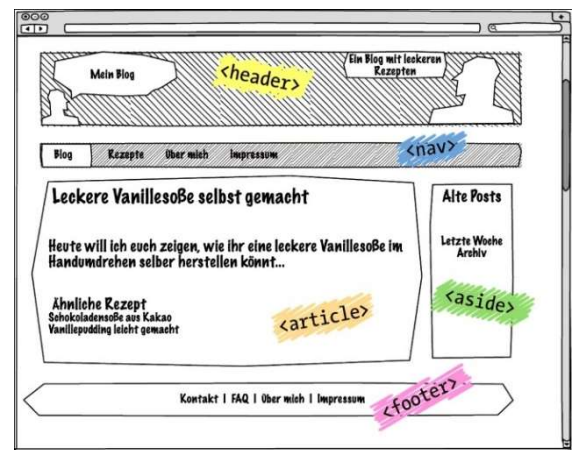 Mein Blog
<header>
Ein Blog mit leckeren
Rezepten
Blog Rezepte Über mich Impressum
<nav>
Leckere Vanillesoße selbst gemacht
Heute will ich euch zeigen, wie ihr eine leckere Vanillesoße im
Handumdrehen selber herstellen könnt...
Ähnliche Rezept
Schokoladensoße aus Kakao
Vanillepudding leicht gemacht
<article>
Alte Posts
Letzte Woche
Archiv
<aside>
Kontakt | FAQ | Über mich | Impressum
<footer>